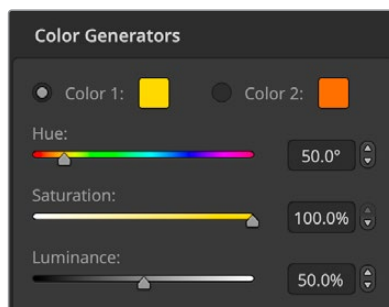 Color Generators
Color 1: Color 2:
Hue:
50.0°
Saturation:
100.0%
Luminance:
50.0%